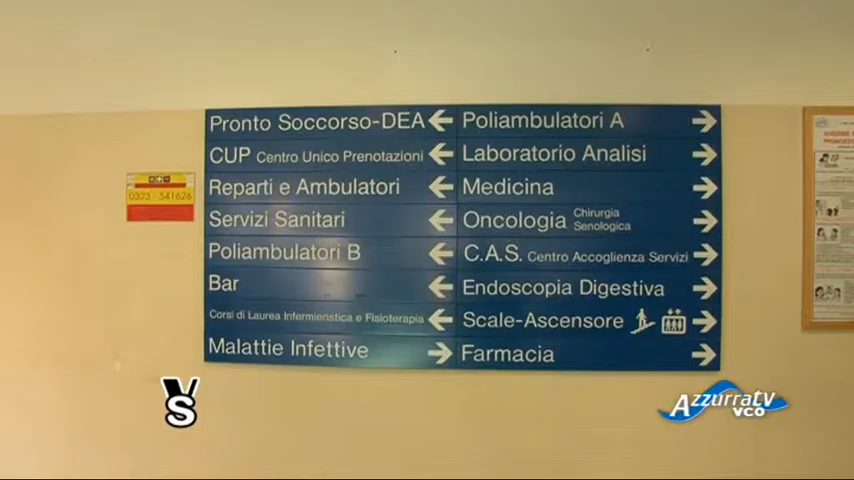 Pronto Soccorso-DEA
CUP Centro Unico Prenotazioni
Reparti e Ambulatori
Servizi Sanitari
Poliambulatori B
Bar
Corsi di Laurea Infermieristica e Fisioterapia
Malattie Infettive
Poliambulatori A
Laboratorio Analisi
Medicina
Oncologia Chirurgia Senologica
C.A.S. Centro Accoglienza Servizi
Endoscopia Digestiva
Scale-Ascensore
Farmacia
0323 - 541626
VS
Azzurratv
VCO